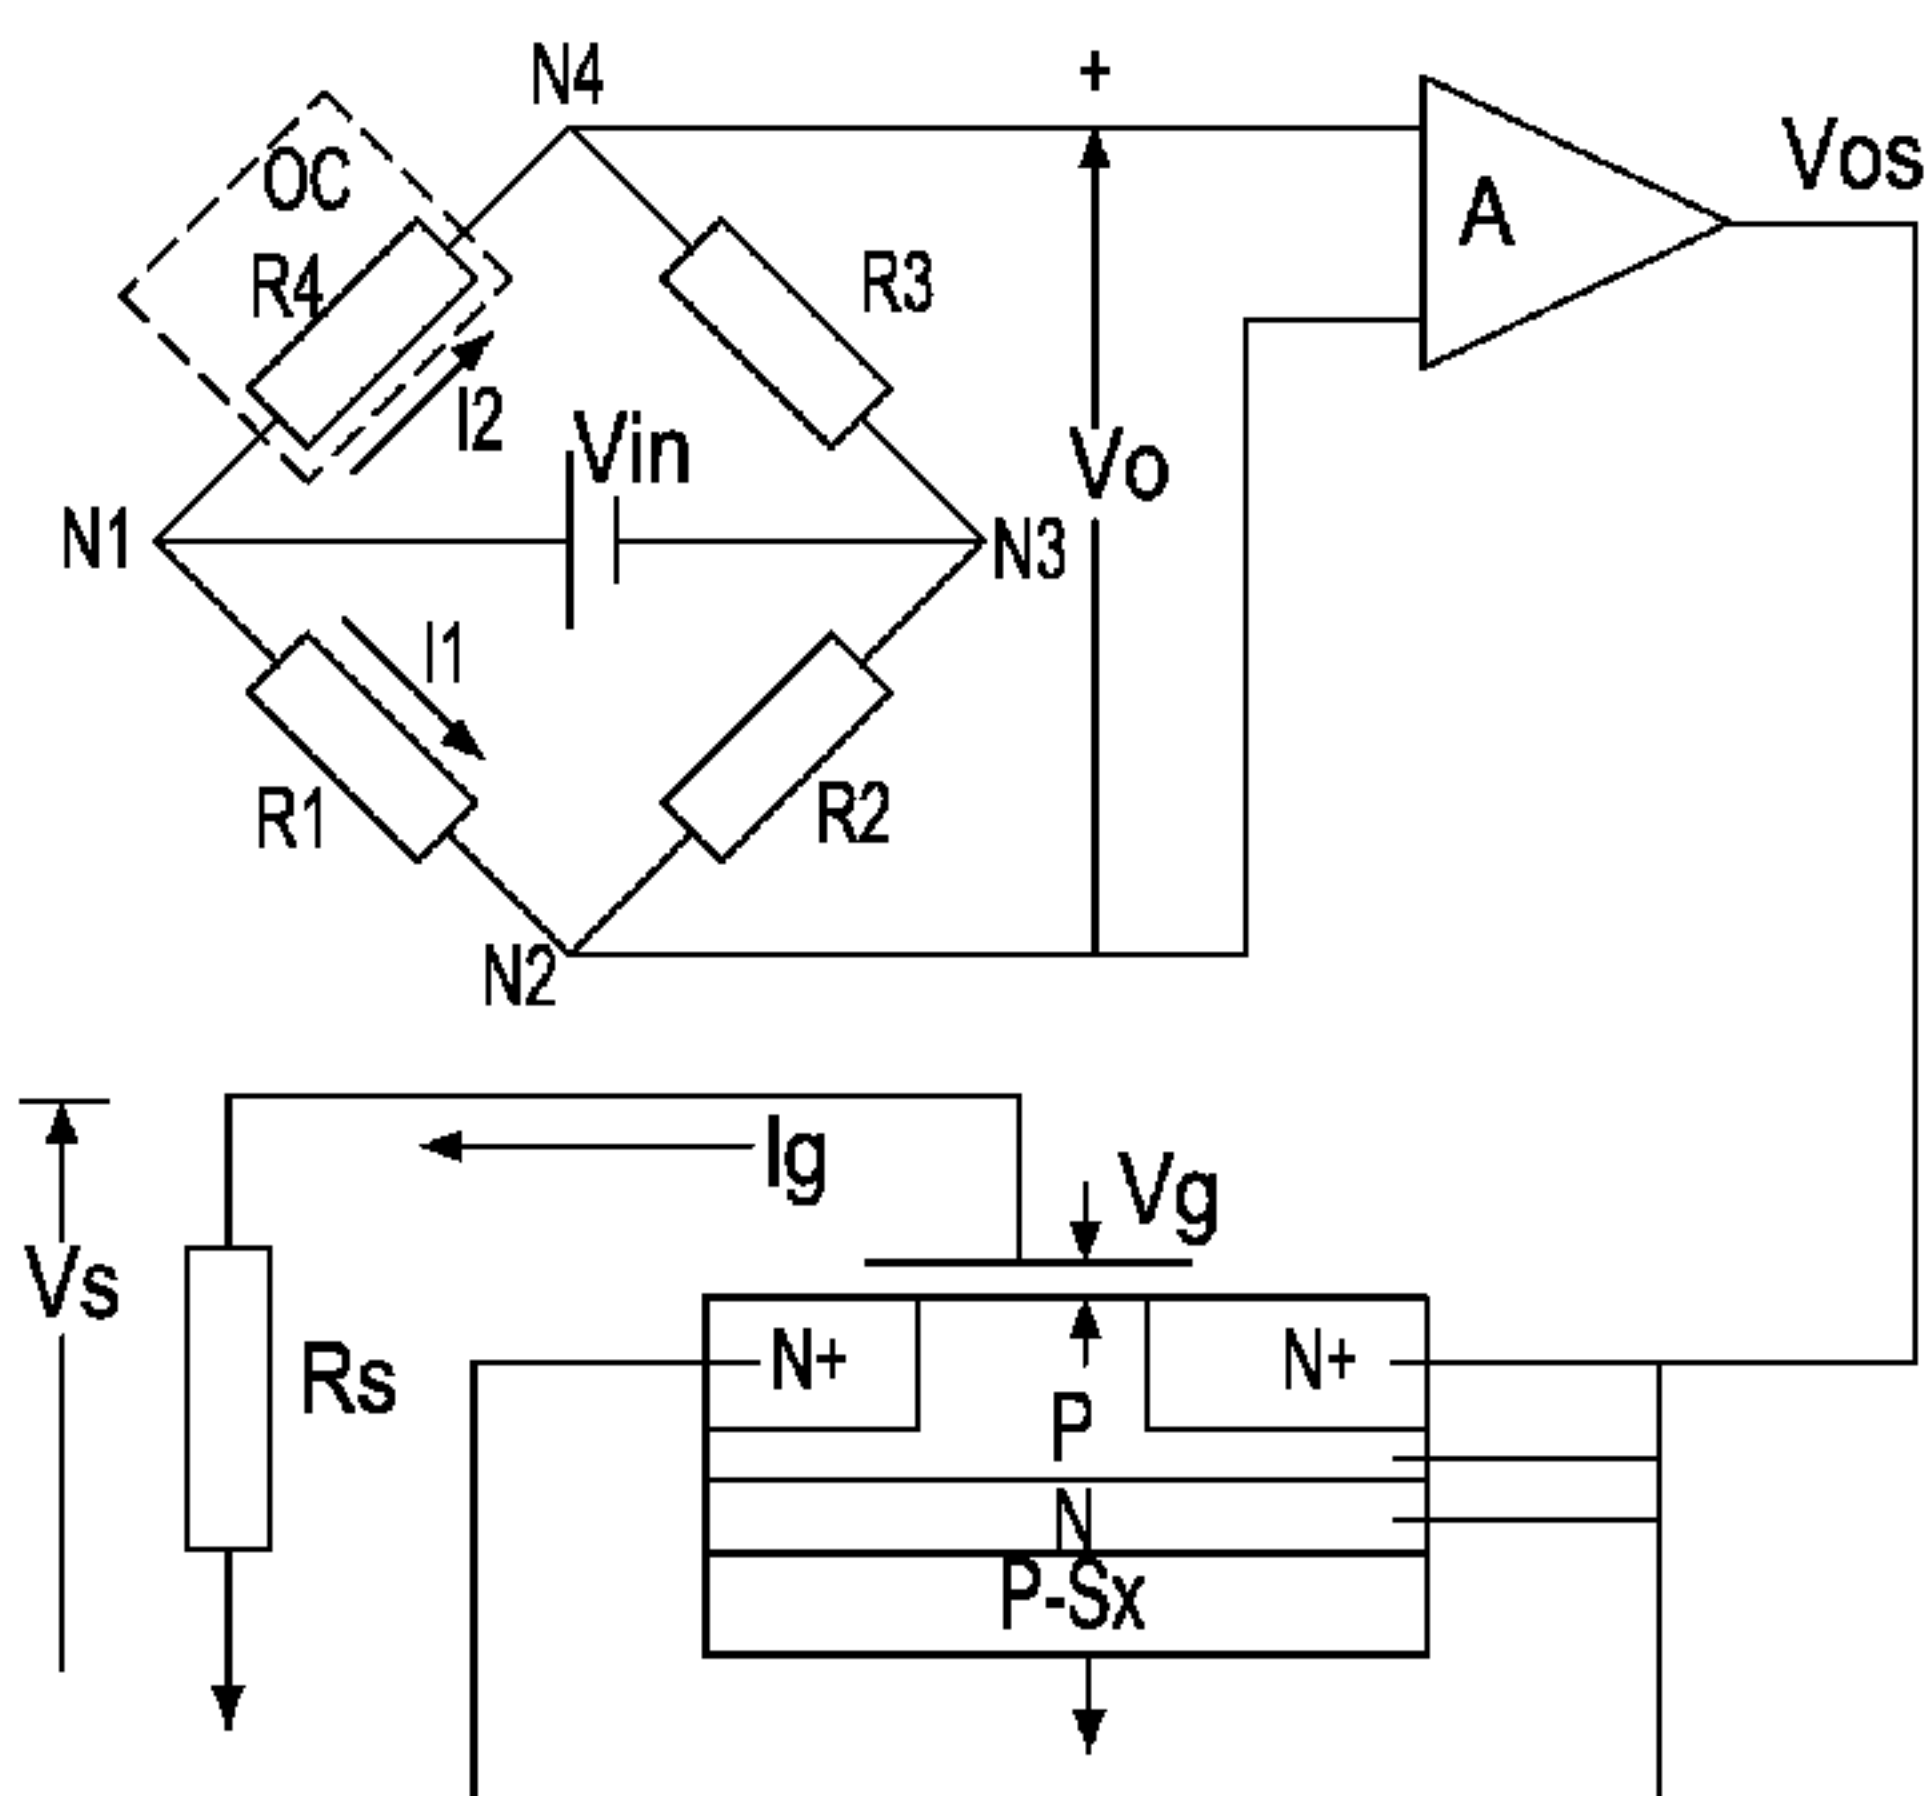 N4
+
OC
Vos
A
R4
R3
I2
Vin
Vo
N1
N3
I1
R1
R2
N2
Ig
Vg
Vs
Rs
N+
N+
P
N
P-Sx